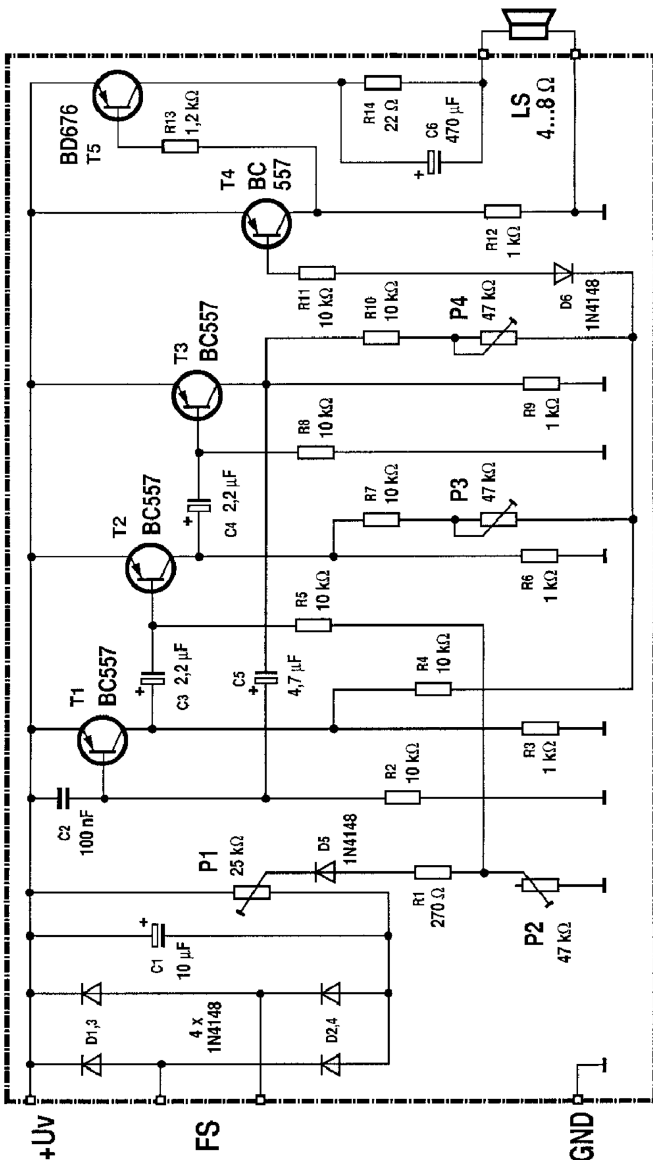 +Uv
FS
GND
D1,3
4 x
1N4148
D2,4
C1
10 µF
+
P1
25 kΩ
D5
1N4148
R1
270 Ω
P2
47 kΩ
C2
100 nF
T1
BC557
R2
10 kΩ
R3
1 kΩ
+
C3
2,2 µF
+
C5
4,7 µF
R4
10 kΩ
T2
BC557
R5
10 kΩ
R6
1 kΩ
+
C4
2,2 µF
R7
10 kΩ
P3
47 kΩ
T3
BC557
R8
10 kΩ
R9
1 kΩ
R10
10 kΩ
P4
47 kΩ
R11
10 kΩ
D6
1N4148
T4
BC
557
R12
1 kΩ
BD676
T5
R13
1,2 kΩ
R14
22 Ω
+
C6
470 µF
LS
4...8 Ω